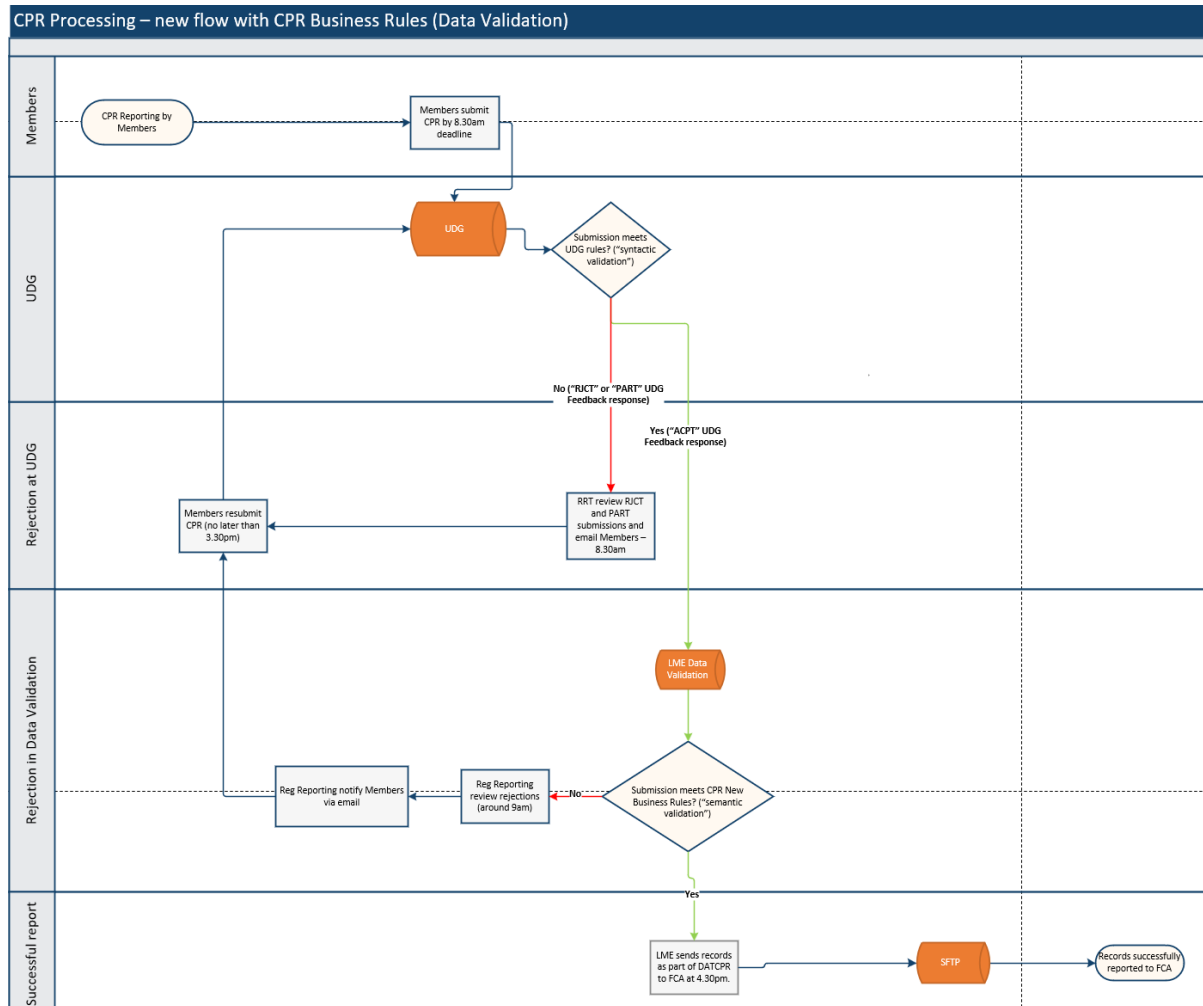 CPR Processing – new flow with CPR Business Rules (Data Validation)
Members
CPR Reporting by
Members
Members submit
CPR by 8.30am
deadline
UDG
UDG
Submission meets
UDG rules? (“syntactic
validation”)
No (“RJCT” or “PART” UDG
Feedback response)
Yes (“ACPT” UDG
Feedback response)
Rejection at UDG
Members resubmit
CPR (no later than
3.30pm)
RRT review RJCT
and PART
submissions and
email Members –
8.30am
Rejection in Data Validation
LME Data
Validation
Reg Reporting notify Members
via email
Reg Reporting
review rejections
(around 9am)
No
Submission meets CPR New
Business Rules? (“semantic
validation”)
Yes
Successful report
LME sends records
as part of DATCPR
to FCA at 4.30pm.
SFTP
Records successfully
reported to FCA